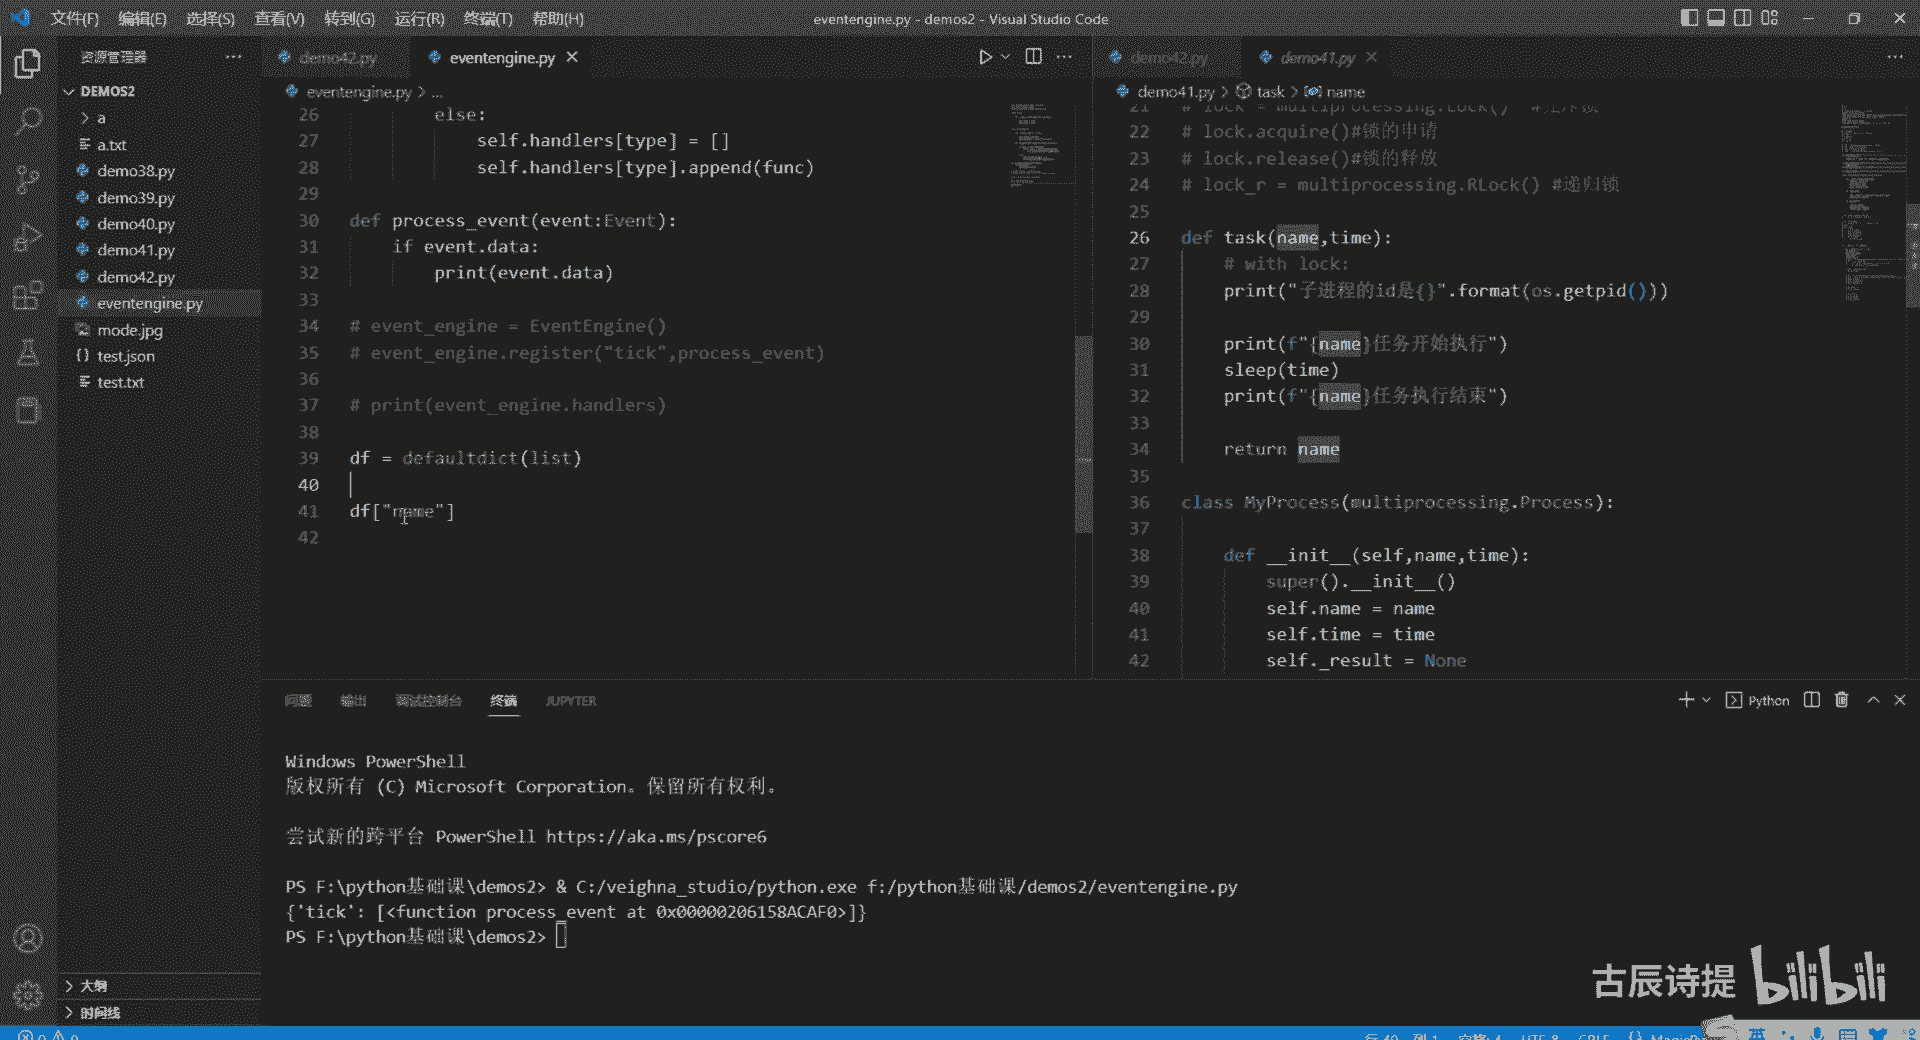 文件(F) 编辑(E) 选择(S) 查看(V) 转到(G) 运行(R) 终端(T) 帮助(H)
eventengine.py - demos2 - Visual Studio Code
资源管理器
DEMOS2
a
a.txt
demo38.py
demo39.py
demo40.py
demo41.py
demo42.py
eventengine.py
mode.jpg
test.json
test.txt
大纲
时间线
demo42.py
eventengine.py
eventengine.py > ...
26 else:
27 self.handlers[type] = []
28 self.handlers[type].append(func)
29
30 def process_event(event:Event):
31 if event.data:
32 print(event.data)
33
34 # event_engine = EventEngine()
35 # event_engine.register("tick",process_event)
36
37 # print(event_engine.handlers)
38
39 df = defaultdict(list)
40
41 df["name"]
42
demo42.py
demo41.py
demo41.py > task > name
21 # lock = multiprocessing.Lock()
22 # lock.acquire()#锁的申请
23 # lock.release()#锁的释放
24 # lock_r = multiprocessing.RLock() #递归锁
25
26 def task(name,time):
27 # with lock:
28 print("子进程的id是{}".format(os.getpid()))
29
30 print(f"{name}任务开始执行")
31 sleep(time)
32 print(f"{name}任务执行结束")
33
34 return name
35
36 class MyProcess(multiprocessing.Process):
37
38 def __init__(self,name,time):
39 super().__init__()
40 self.name = name
41 self.time = time
42 self._result = None
问题 输出 调试控制台 终端 JUPYTER
Python
Windows PowerShell
版权所有 (C) Microsoft Corporation。保留所有权利。
尝试新的跨平台 PowerShell https://aka.ms/pscore6
PS F:\python基础课\demos2> & C:/veighna_studio/python.exe f:/python基础课/demos2/eventengine.py
{'tick': [<function process_event at 0x00000206158ACAF0>]}
PS F:\python基础课\demos2>
古辰诗提 bilibili